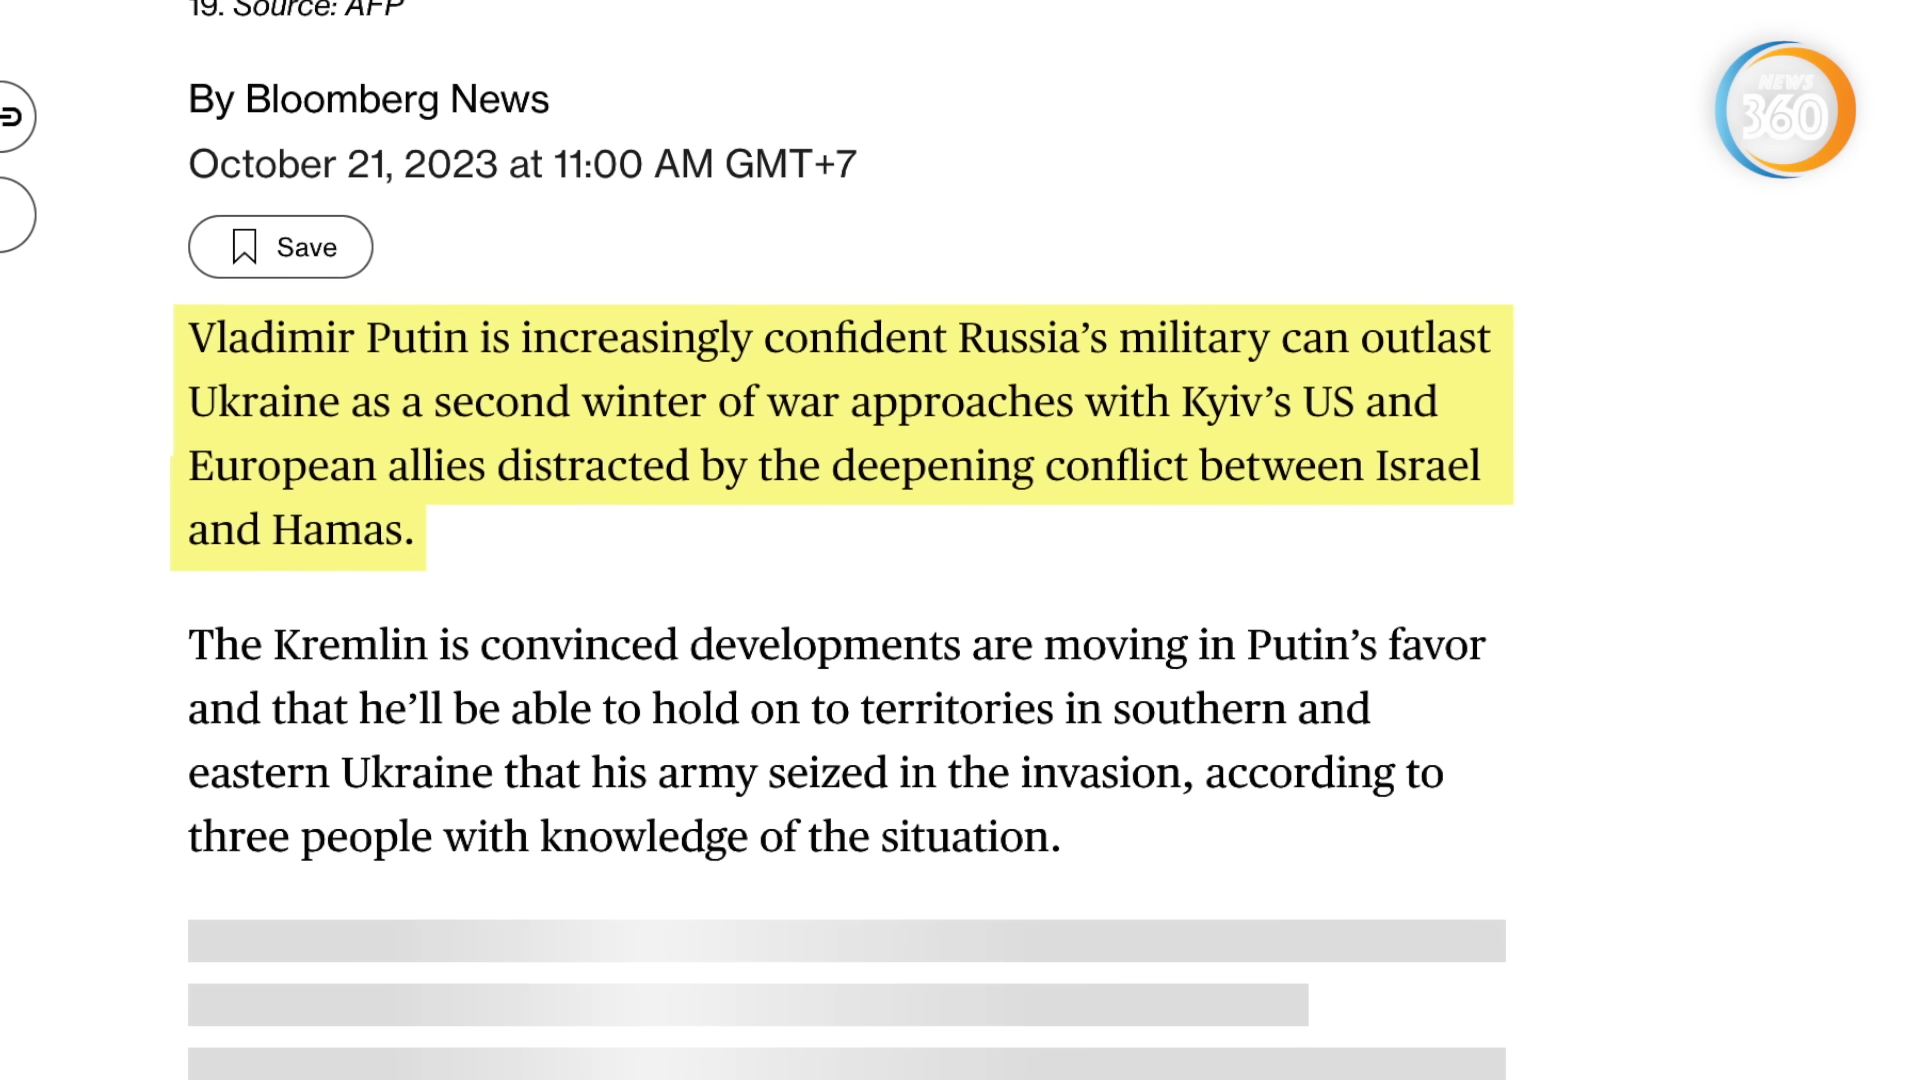 19. Source: AFP
By Bloomberg News
October 21, 2023 at 11:00 AM GMT+7
Save
Vladimir Putin is increasingly confident Russia’s military can outlast
Ukraine as a second winter of war approaches with Kyiv’s US and
European allies distracted by the deepening conflict between Israel
and Hamas.
The Kremlin is convinced developments are moving in Putin’s favor
and that he’ll be able to hold on to territories in southern and
eastern Ukraine that his army seized in the invasion, according to
three people with knowledge of the situation.
NEWS
360